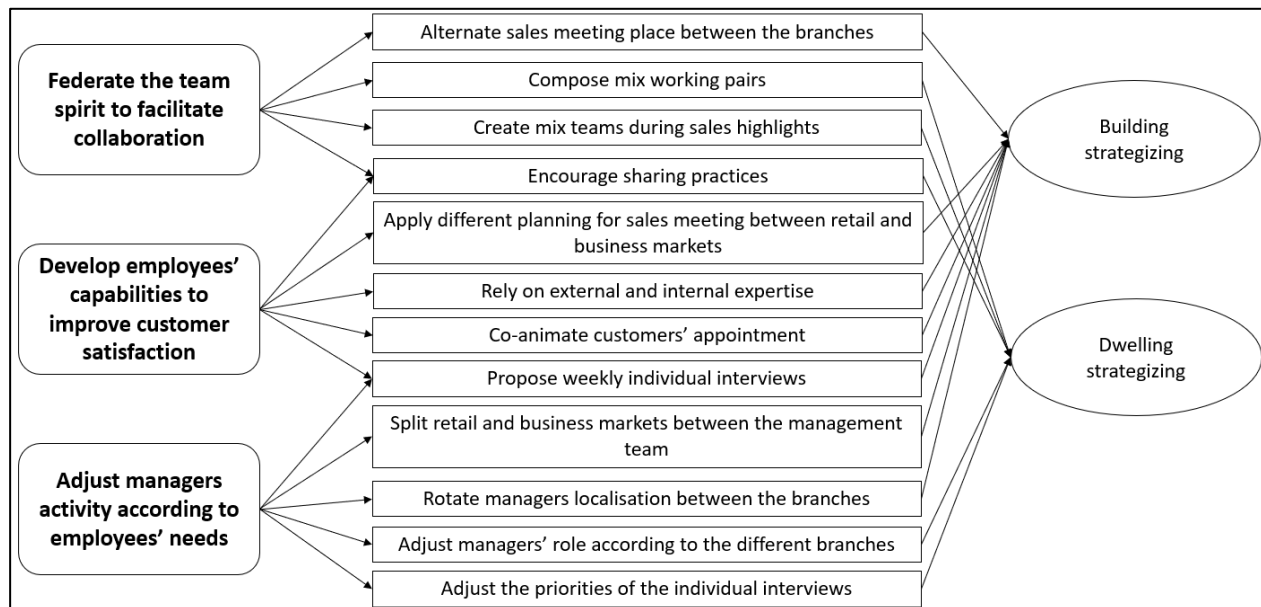 Federate the team
spirit to facilitate
collaboration
Develop employees’
capabilities to
improve customer
satisfaction
Adjust managers
activity according to
employees’ needs
Alternate sales meeting place between the branches
Compose mix working pairs
Create mix teams during sales highlights
Encourage sharing practices
Apply different planning for sales meeting between retail and
business markets
Rely on external and internal expertise
Co-animate customers’ appointment
Propose weekly individual interviews
Split retail and business markets between the management
team
Rotate managers localisation between the branches
Adjust managers’ role according to the different branches
Adjust the priorities of the individual interviews
Building
strategizing
Dwelling
strategizing